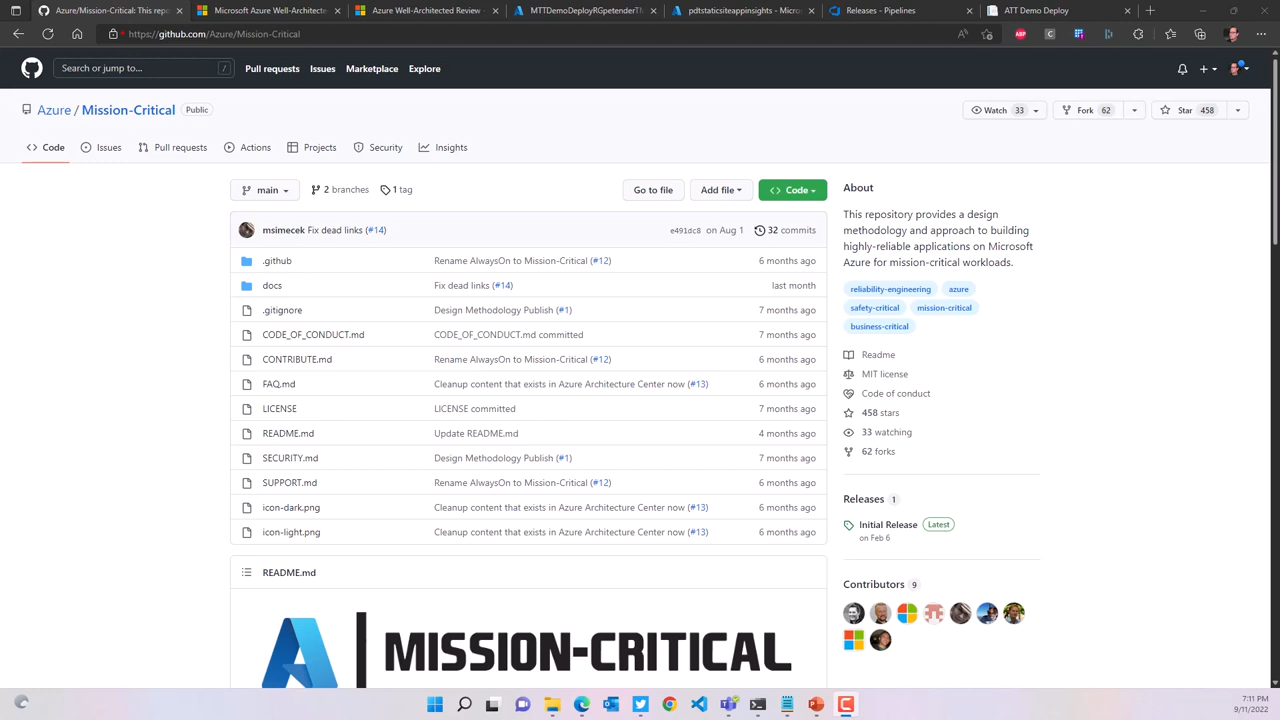 Azure/Mission-Critical: This rep
Microsoft Azure Well-Architecte
Azure Well-Architected Review -
MTTDemoDeployRGpetenderfT
pdtstaticsiteappinsights - Micros
Releases - Pipelines
ATT Demo Deploy
https://github.com/Azure/Mission-Critical
Search or jump to...
/
Pull requests
Issues
Marketplace
Explore
Azure / Mission-Critical
Public
Watch 33
Fork 62
Star 458
Code
Issues
Pull requests
Actions
Projects
Security
Insights
main
2 branches
1 tag
Go to file
Add file
Code
msimecek Fix dead links (#14)
e491dc8 on Aug 1
32 commits
.github
Rename AlwaysOn to Mission-Critical (#12)
6 months ago
docs
Fix dead links (#14)
last month
.gitignore
Design Methodology Publish (#1)
7 months ago
CODE_OF_CONDUCT.md
CODE_OF_CONDUCT.md committed
7 months ago
CONTRIBUTE.md
Rename AlwaysOn to Mission-Critical (#12)
6 months ago
FAQ.md
Cleanup content that exists in Azure Architecture Center now (#13)
6 months ago
LICENSE
LICENSE committed
7 months ago
README.md
Update README.md
4 months ago
SECURITY.md
Design Methodology Publish (#1)
7 months ago
SUPPORT.md
Rename AlwaysOn to Mission-Critical (#12)
6 months ago
icon-dark.png
Cleanup content that exists in Azure Architecture Center now (#13)
6 months ago
icon-light.png
Cleanup content that exists in Azure Architecture Center now (#13)
6 months ago
README.md
MISSION-CRITICAL
About
This repository provides a design
methodology and approach to building
highly-reliable applications on Microsoft
Azure for mission-critical workloads.
reliability-engineering
azure
safety-critical
mission-critical
business-critical
Readme
MIT license
Code of conduct
458 stars
33 watching
62 forks
Releases 1
Initial Release
Latest
on Feb 6
Contributors 9
7:11 PM
9/11/2022